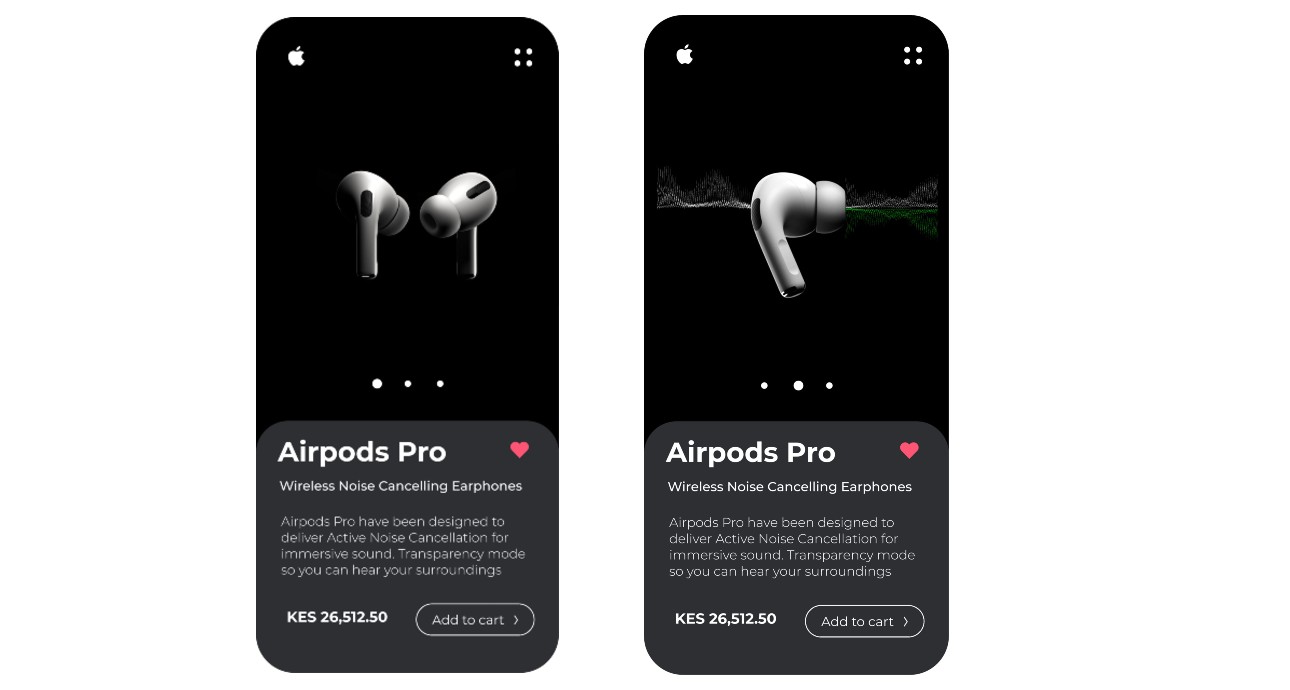 Airpods Pro
Wireless Noise Cancelling Earphones
Airpods Pro have been designed to
deliver Active Noise Cancellation for
immersive sound. Transparency mode
so you can hear your surroundings
KES 26,512.50
Add to cart
Airpods Pro
Wireless Noise Cancelling Earphones
Airpods Pro have been designed to
deliver Active Noise Cancellation for
immersive sound. Transparency mode
so you can hear your surroundings
KES 26,512.50
Add to cart